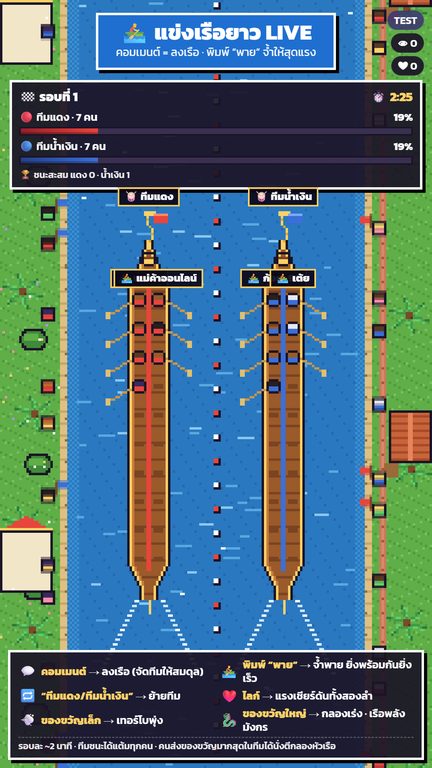 แข่งเรือยาว LIVE
คอมเมนต์ = ลงเรือ · พิมพ์ "พาย" จ้ำให้สุดแรง
TEST
0
0
รอบที่ 1
2:25
ทีมแดง · 7 คน
19%
ทีมน้ำเงิน · 7 คน
19%
ชนะสะสม แดง 0 · น้ำเงิน 1
ทีมแดง
ทีมน้ำเงิน
แม่ค้าออนไลน์
เต้ย
คอมเมนต์ → ลงเรือ (จัดทีมให้สมดุล)
พิมพ์ "พาย" → จ้ำพาย ยิ่งพร้อมกันยิ่ง
เร็ว
"ทีมแดง/ทีมน้ำเงิน" → ย้ายทีม
ไลก์ → แรงเชียร์ดันทั้งสองลำ
ของขวัญเล็ก → เทอร์โบพุ่ง
ของขวัญใหญ่ → กลองเร่ง · เรือพลัง
มังกร
รอบละ ~2 นาที · ทีมชนะได้แต้มทุกคน · คนส่งของขวัญมากสุดในทีมได้นั่งตีกลองหัวเรือ